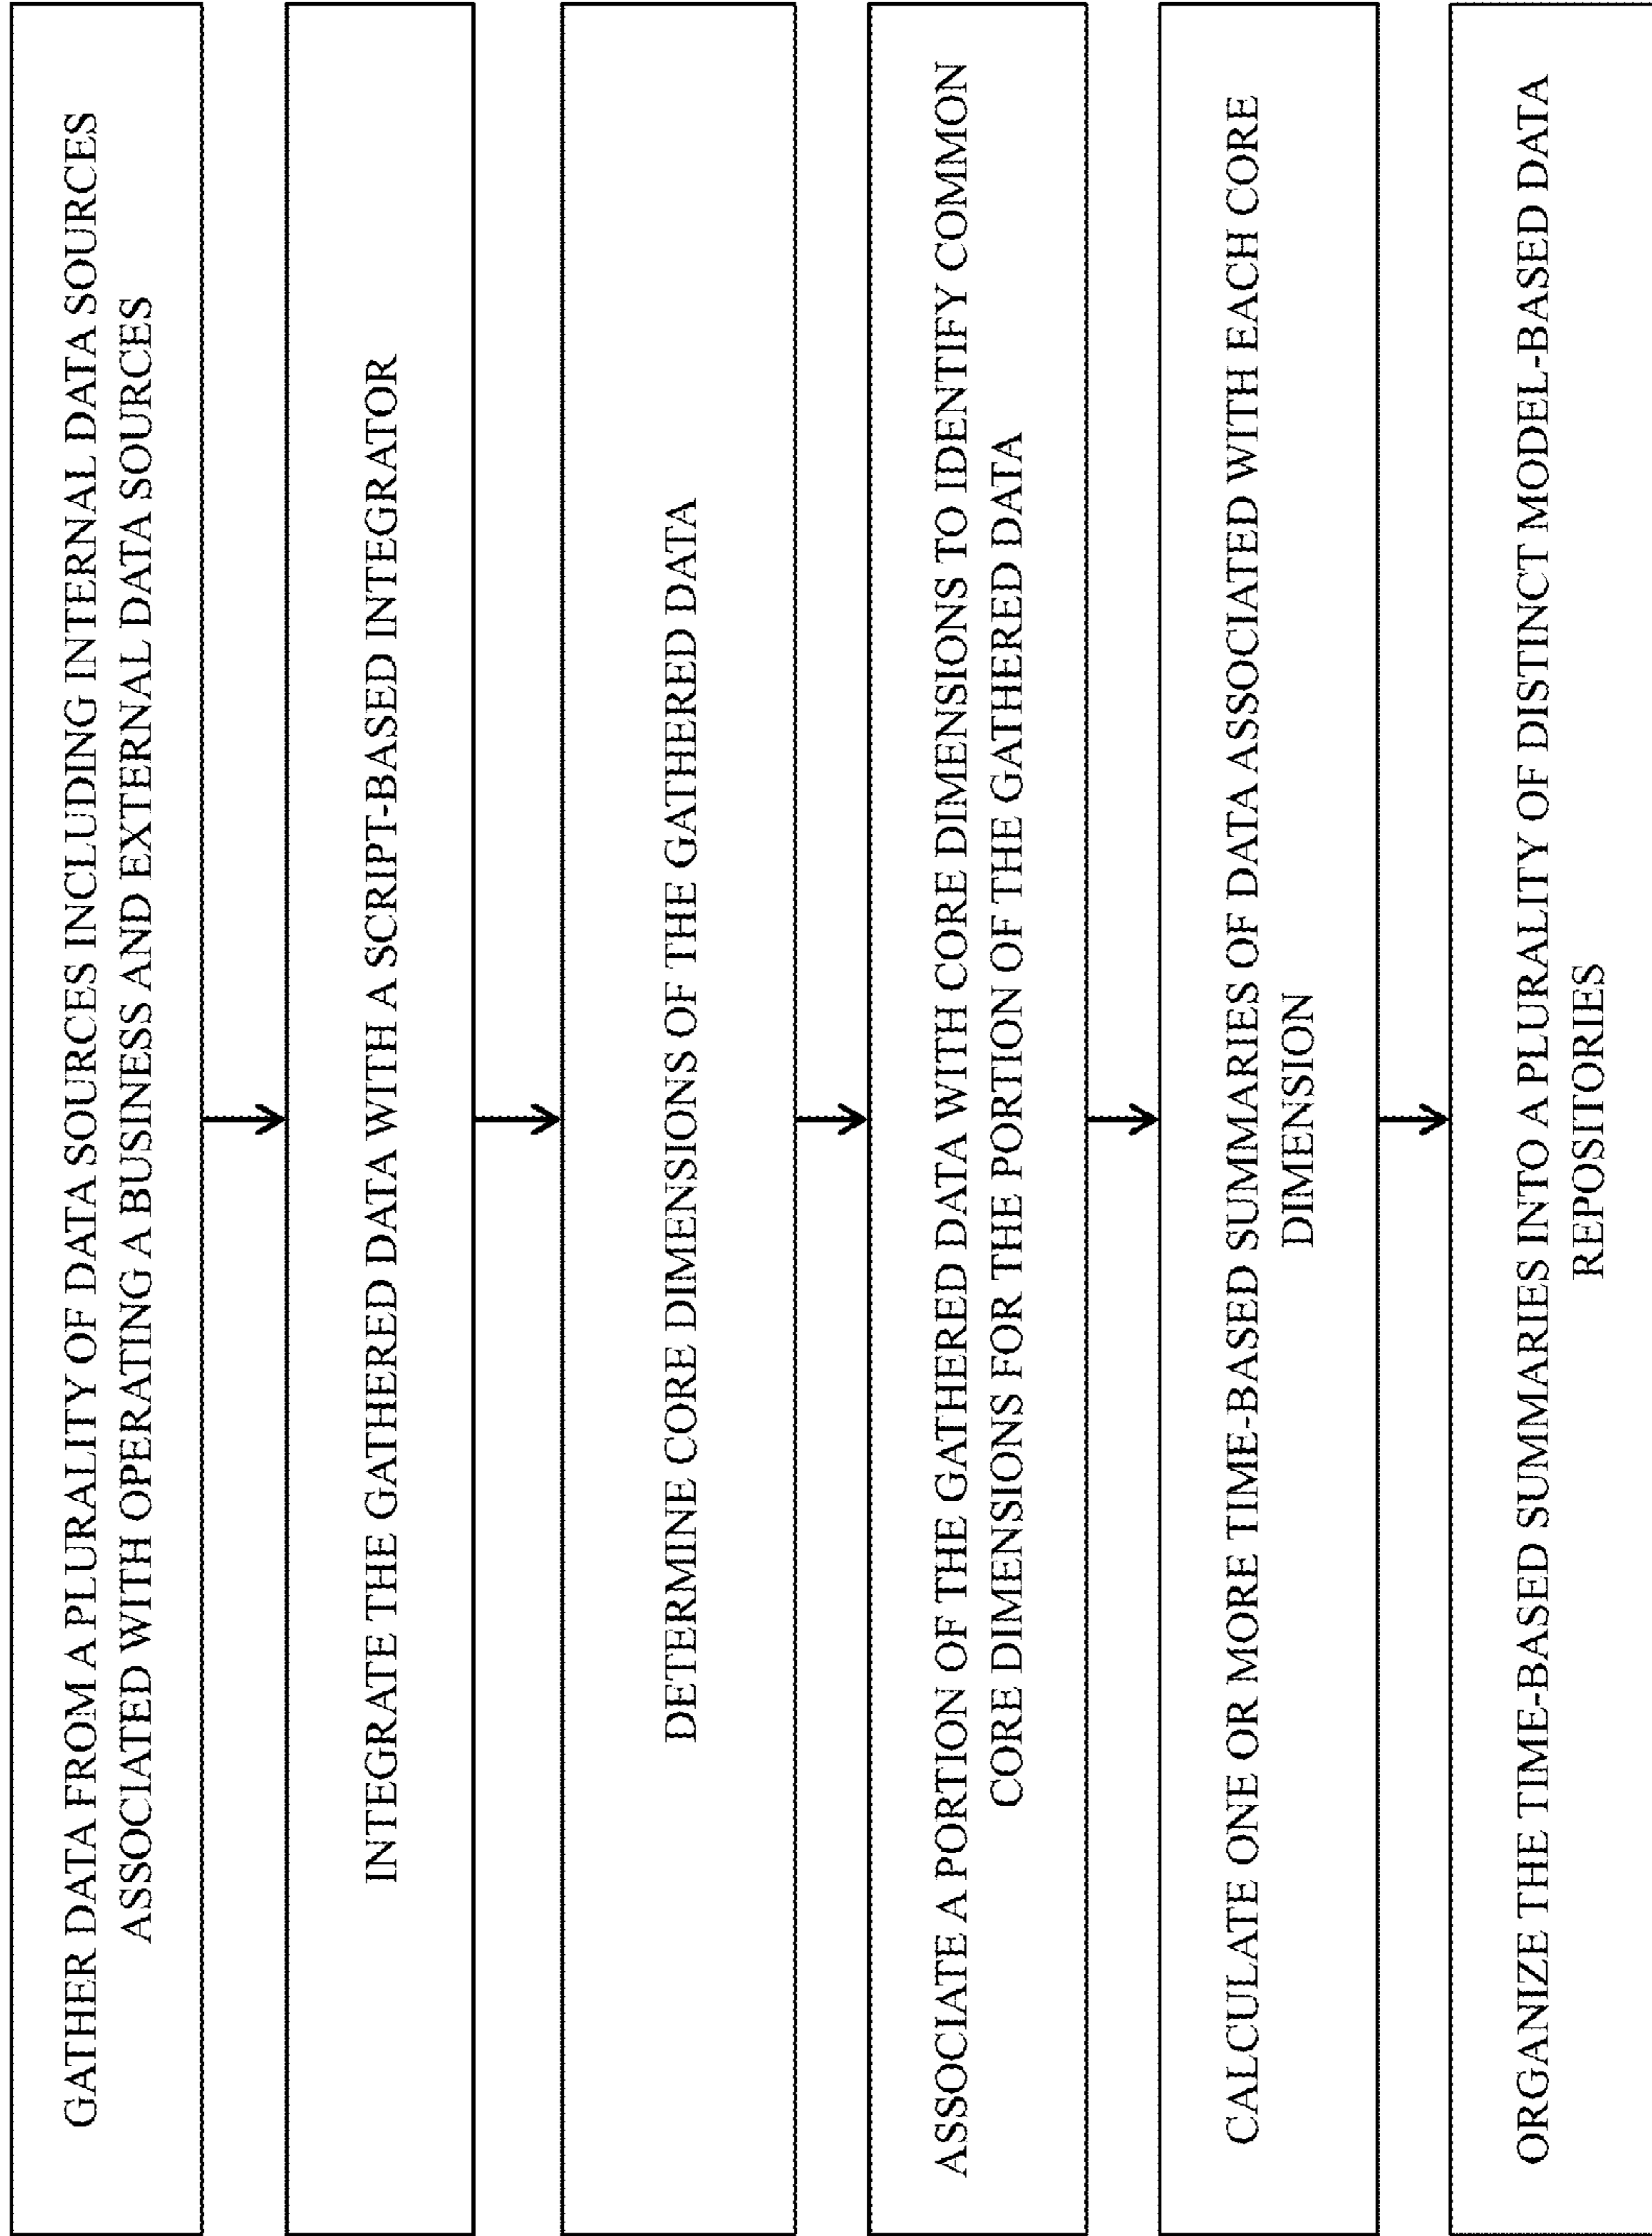 GATHER DATA FROM A PLURALITY OF DATA SOURCES INCLUDING INTERNAL DATA SOURCES
ASSOCIATED WITH OPERATING A BUSINESS AND EXTERNAL DATA SOURCES
INTEGRATE THE GATHERED DATA WITH A SCRIPT-BASED INTEGRATOR
DETERMINE CORE DIMENSIONS OF THE GATHERED DATA
ASSOCIATE A PORTION OF THE GATHERED DATA WITH CORE DIMENSIONS TO IDENTIFY COMMON
CORE DIMENSIONS FOR THE PORTION OF THE GATHERED DATA
CALCULATE ONE OR MORE TIME-BASED SUMMARIES OF DATA ASSOCIATED WITH EACH CORE
DIMENSION
ORGANIZE THE TIME-BASED SUMMARIES INTO A PLURALITY OF DISTINCT MODEL-BASED DATA
REPOSITORIES